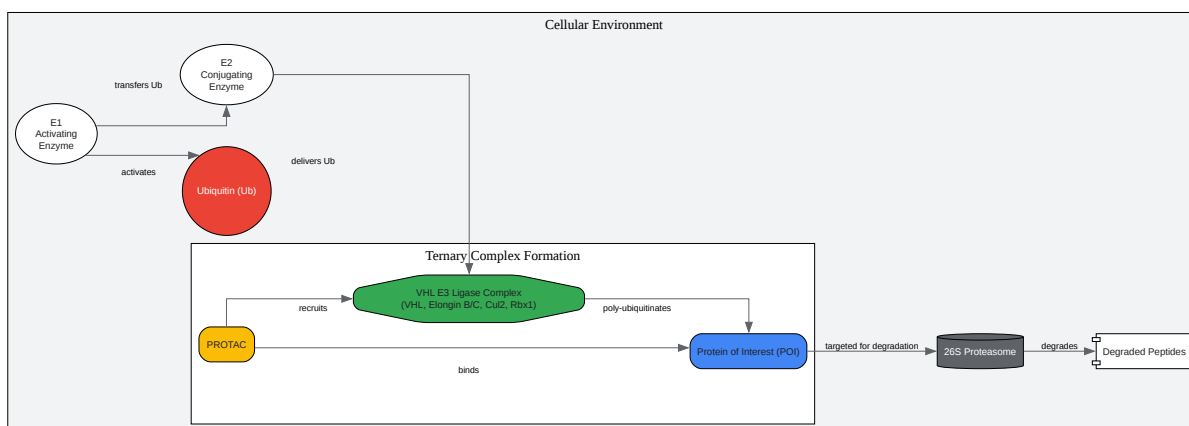 Cellular Environment
E2
Conjugating
Enzyme
transfers Ub
E1
Activating
Enzyme
activates
delivers Ub
Ubiquitin (Ub)
Ternary Complex Formation
VHL E3 Ligase Complex
(VHL, Elongin B/C, Cul2, Rbx1)
recruits
poly-ubiquitinates
PROTAC
binds
Protein of Interest (POI)
targeted for degradation
26S Proteasome
degrades
Degraded Peptides